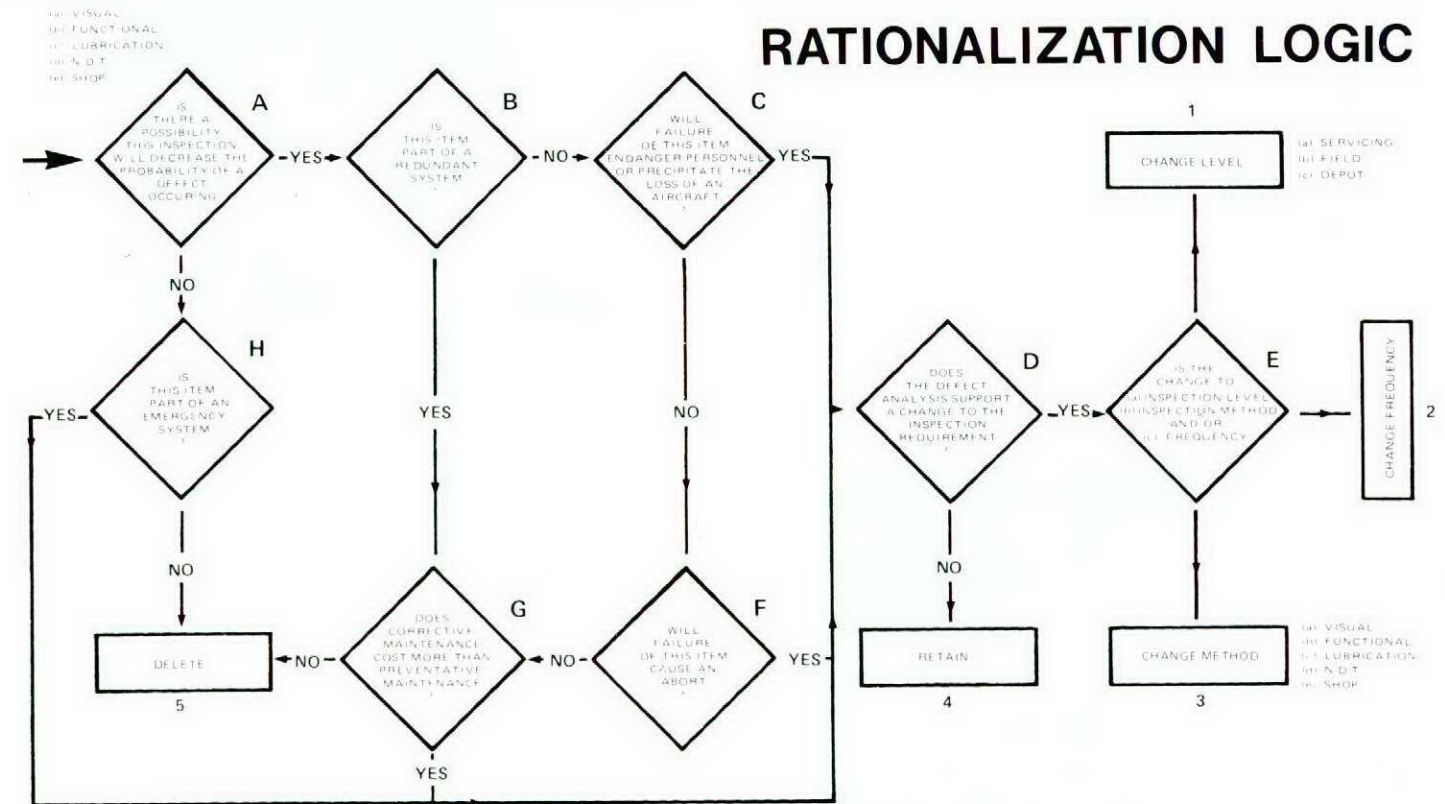 (a) VISUAL
(b) FUNCTIONAL
(c) LUBRICATION
(d) N.D.T
(e) SHOP
RATIONALIZATION LOGIC
A
IS
THERE A
POSSIBILITY
THIS INSPECTION
WILL DECREASE THE
PROBABILITY OF A
DEFECT
OCCURING
YES
NO
B
IS
THIS ITEM
PART OF A
REDUNDANT
SYSTEM
?
NO
YES
C
WILL
FAILURE
OF THIS ITEM
ENDANGER PERSONNEL
OR PRECIPITATE THE
LOSS OF AN
AIRCRAFT
?
YES
NO
1
CHANGE LEVEL
(a) SERVICING
(b) FIELD
(c) DEPOT
H
IS
THIS ITEM
PART OF AN
EMERGENCY
SYSTEM
?
YES
NO
D
DOES
THE DEFECT
ANALYSIS SUPPORT
A CHANGE TO THE
INSPECTION
REQUIREMENT
?
YES
NO
E
IS THE
CHANGE TO
(a) INSPECTION LEVEL
(b) INSPECTION METHOD
AND OR
(c) FREQUENCY
CHANGE FREQUENCY
2
DELETE
5
NO
G
DOES
CORRECTIVE
MAINTENANCE
COST MORE THAN
PREVENTATIVE
MAINTENANCE
?
YES
NO
F
WILL
FAILURE
OF THIS ITEM
CAUSE AN
ABORT
?
YES
RETAIN
4
CHANGE METHOD
3
(a) VISUAL
(b) FUNCTIONAL
(c) LUBRICATION
(d) N.D.T
(e) SHOP